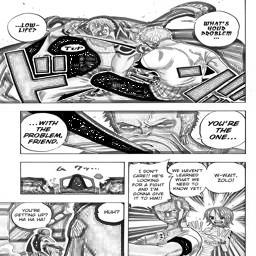 WHAT'S
YOUR
PROBLEM...
...LOW-
LIFE?
TUP
YOU'RE
THE
ONE...
...WITH
THE
PROBLEM,
FRIEND.
W-WAIT,
ZOLO!
WE HAVEN'T
LEARNED
WHAT WE
NEED TO
KNOW YET!
I DON'T
CARE!! HE'S
LOOKING
FOR A FIGHT
AND I'M
GONNA
GIVE IT
TO HIM!!
HUH?
YOU'RE
GETTING UP?
HA HA HA!